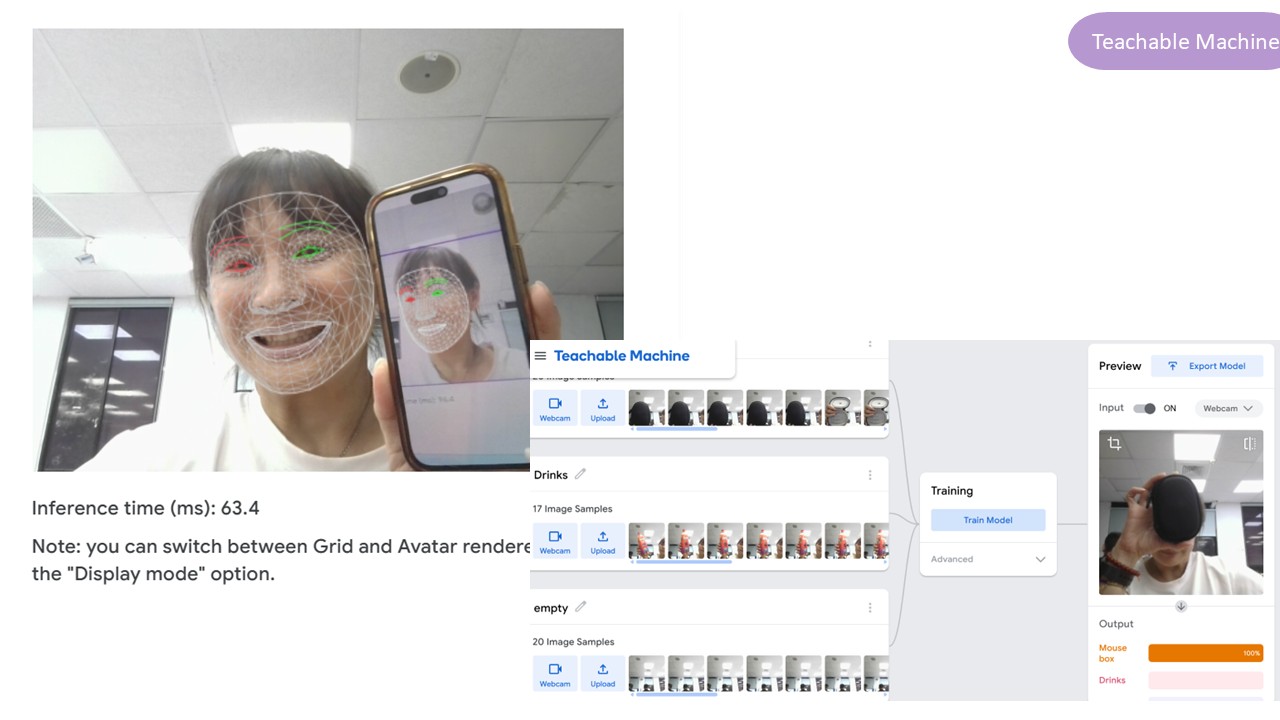 Teachable Machine
Inference time (ms): 63.4
Note: you can switch between Grid and Avatar rendere
the "Display mode" option.
Teachable Machine
Image Samples
Webcam
Upload
Drinks
17 Image Samples
Webcam
Upload
empty
20 Image Samples
Webcam
Upload
Training
Train Model
Advanced
Preview
Export Model
Input
ON
Webcam
Output
Mouse
box
100%
Drinks